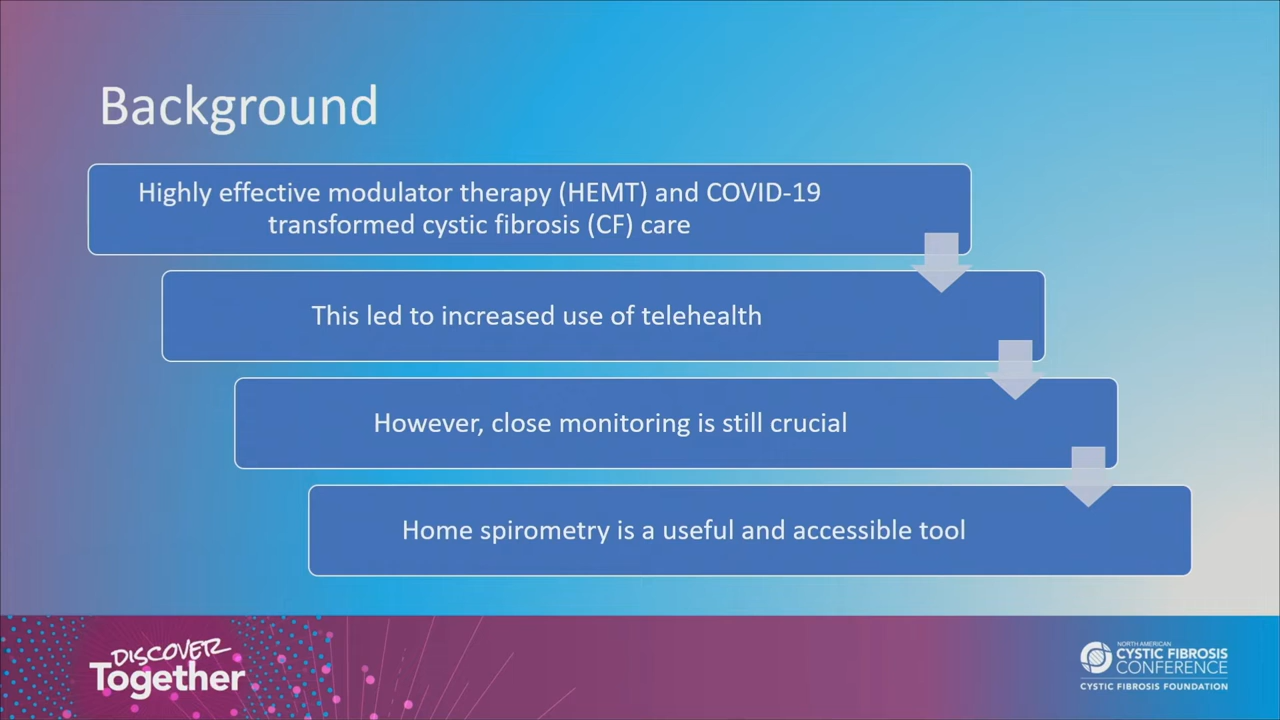 Background
Highly effective modulator therapy (HEMT) and COVID-19
transformed cystic fibrosis (CF) care
This led to increased use of telehealth
However, close monitoring is still crucial
Home spirometry is a useful and accessible tool
DISCOVER
Together
NORTH AMERICAN
CYSTIC FIBROSIS
CONFERENCE
CYSTIC FIBROSIS FOUNDATION